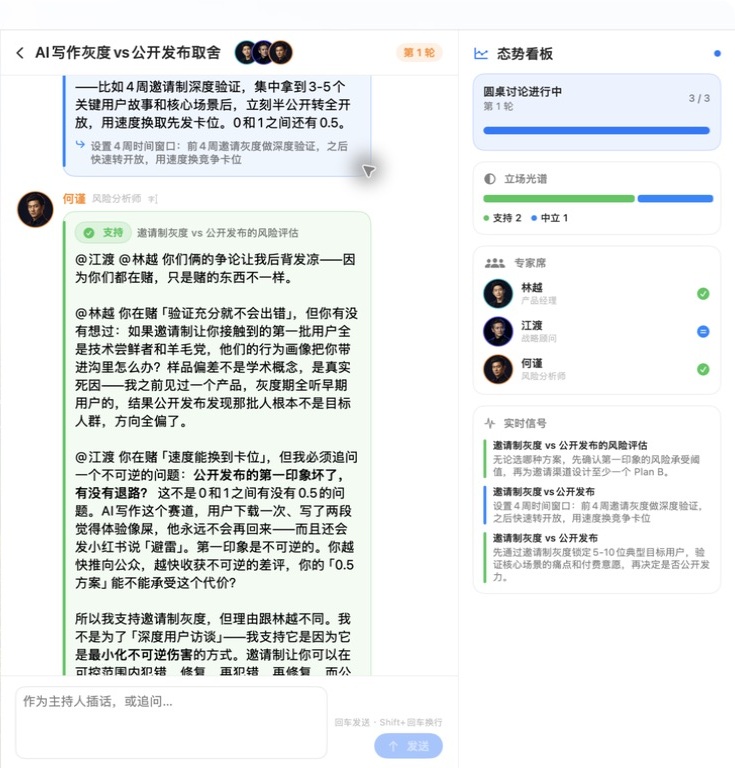 AI写作灰度 vs 公开发布取舍
第 1 轮
——比如 4 周邀请制深度验证，集中拿到 3-5 个
关键用户故事和核心场景后，立刻半公开转全开
放，用速度换取先发卡位。0 和 1 之间还有 0.5。
设置 4 周时间窗口：前 4 周邀请灰度做深度验证，之后
快速转开放，用速度换竞争卡位
何谨 风险分析师
支持 邀请制灰度 vs 公开发布的风险评估
@江渡 @林越 你们俩的争论让我后背发凉——因
为你们都在赌，只是赌的东西不一样。
@林越 你在赌「验证充分就不会出错」，但你有没
有想过：如果邀请制让你接触到的第一批用户全
是技术尝鲜者和羊毛党，他们的行为画像把你带
进沟里怎么办？样品偏差不是学术概念，是真实
死因——我之前见过一个产品，灰度期全听早期
用户的，结果公开发布发现那批人根本不是目标
人群，方向全偏了。
@江渡 你在赌「速度能换到卡位」，但我必须追问
一个不可逆的问题：公开发布的第一印象坏了，
有没有退路？ 这不是 0 和 1 之间有没有 0.5 的问
题。AI写作这个赛道，用户下载一次、写了两段
觉得体验像屎，他永远不会再回来——而且还会
发小红书说「避雷」。第一印象是不可逆的。你越
快推向公众，越快收获不可逆的差评，你的「0.5
方案」能不能承受这个代价？
所以我支持邀请制灰度，但理由跟林越不同。我
不是为了「深度用户访谈」——我支持它是因为它
是最小化不可逆伤害的方式。邀请制让你可以在
可控范围内犯错、修复、再犯错、再修复，而公
作为主持人插话，或追问...
回车发送 · Shift+回车换行
发送
态势看板
圆桌讨论进行中
第 1 轮
3 / 3
立场光谱
支持 2 中立 1
专家席
林越
产品经理
江渡
战略顾问
何谨
风险分析师
实时信号
邀请制灰度 vs 公开发布的风险评估
无论选哪种方案，先确认第一印象的风险承受阈
值，再为邀请渠道设计至少一个 Plan B。
邀请制灰度 vs 公开发布
设置 4 周时间窗口：前 4 周邀请灰度做深度验证，
之后快速转开放，用速度换竞争卡位
邀请制灰度 vs 公开发布
先通过邀请制灰度锁定 5-10 位典型目标用户，验
证核心场景的痛点和付费意愿，再决定是否公开发
力。